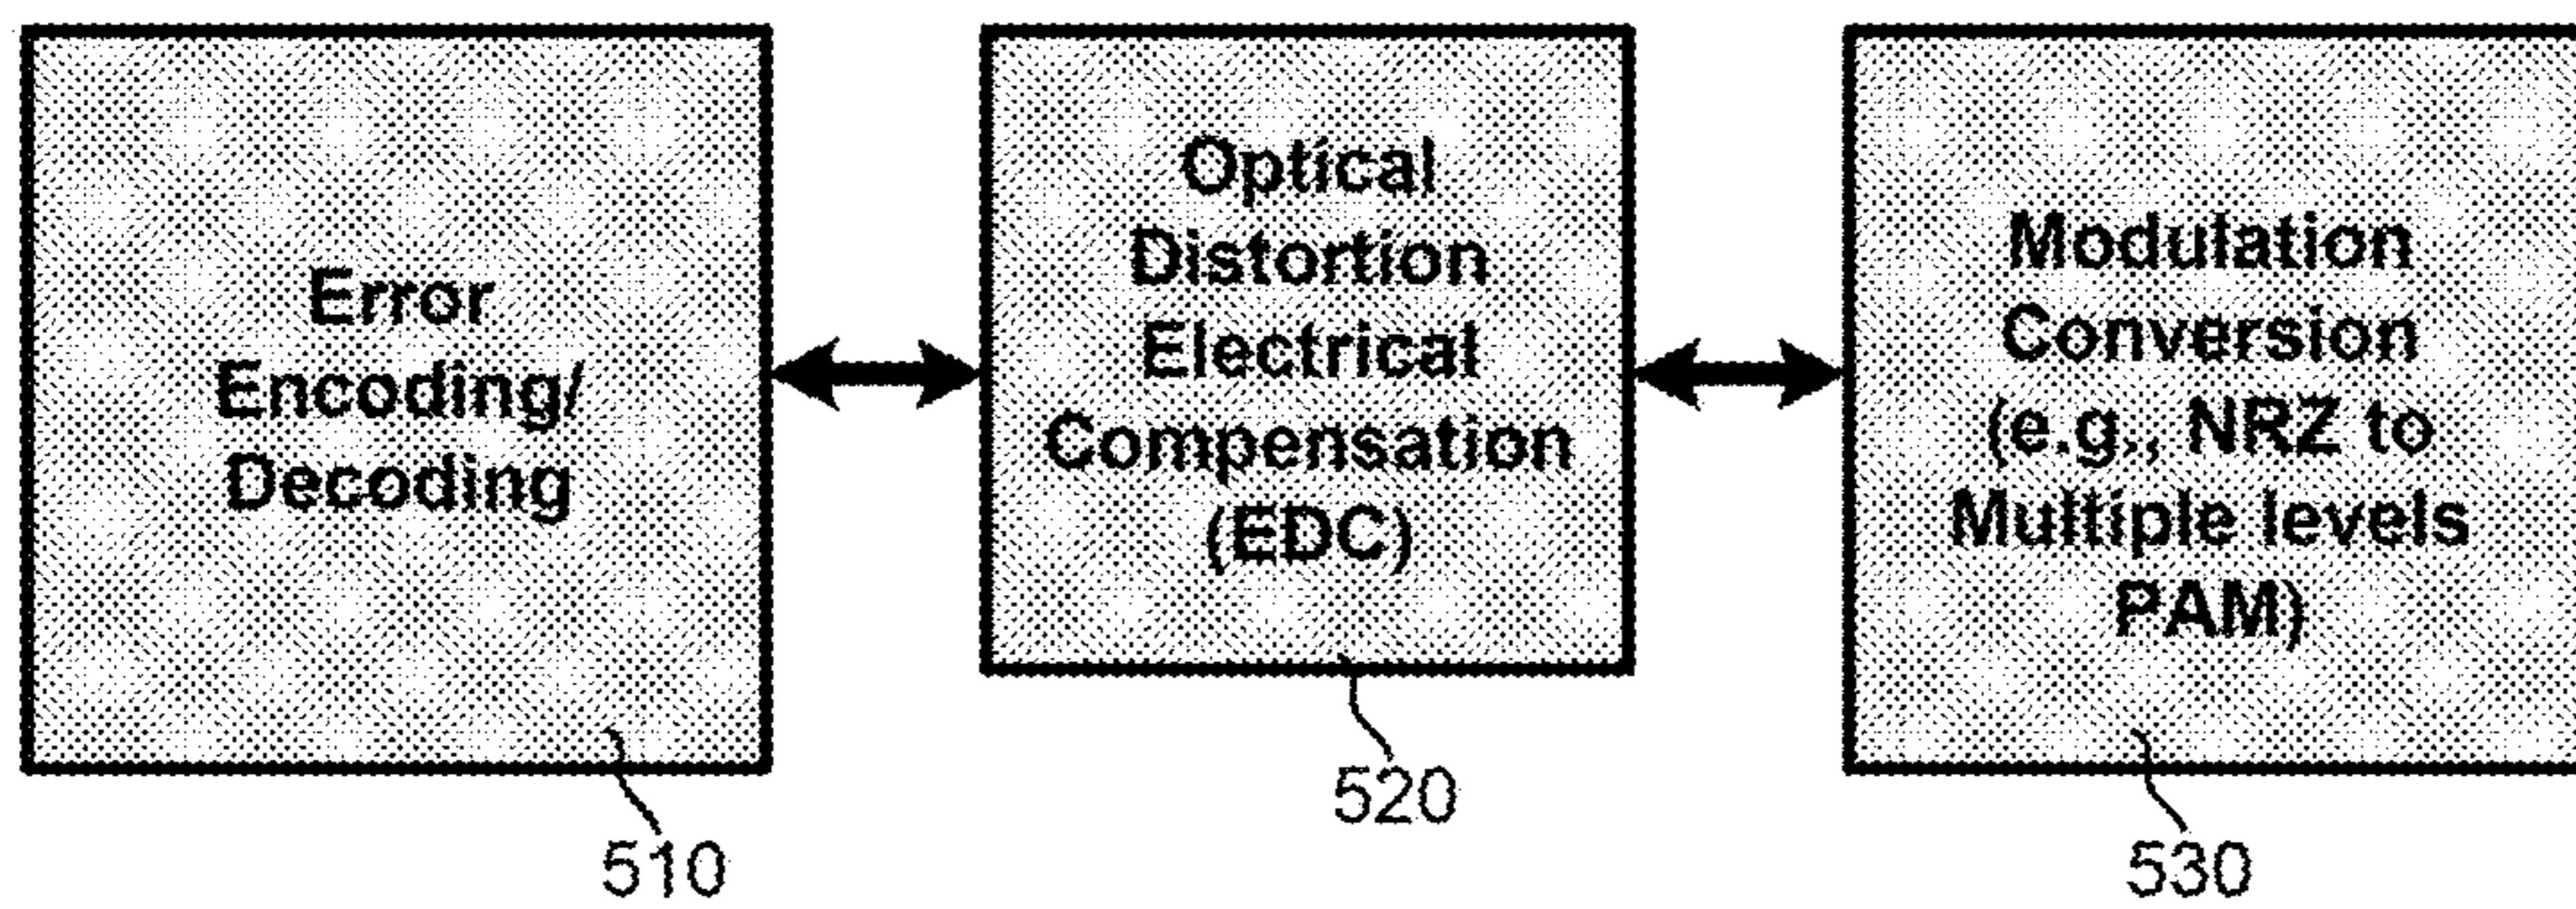 Error
Encoding/
Decoding
510
Optical
Distortion
Electrical
Compensation
(EDC)
520
Modulation
Conversion
(e.g., NRZ to
Multiple levels
PAM)
530